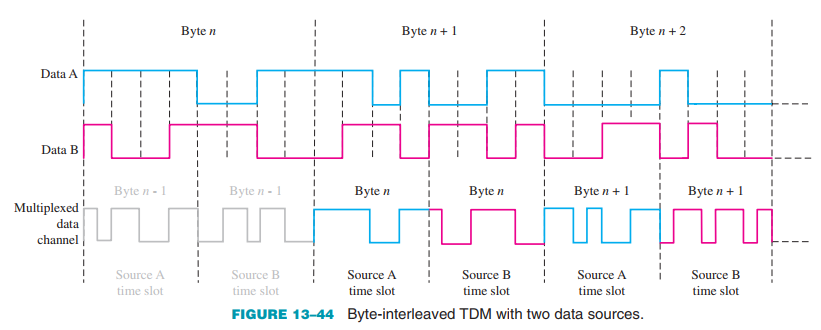 Byte n Byte n + 1 Byte n + 2
Data A
Data B
Byte n - 1 Byte n - 1 Byte n Byte n Byte n + 1 Byte n + 1
Multiplexed
data
channel
Source A Source B Source A Source B Source A Source B
time slot time slot time slot time slot time slot time slot
FIGURE 13–44 Byte-interleaved TDM with two data sources.